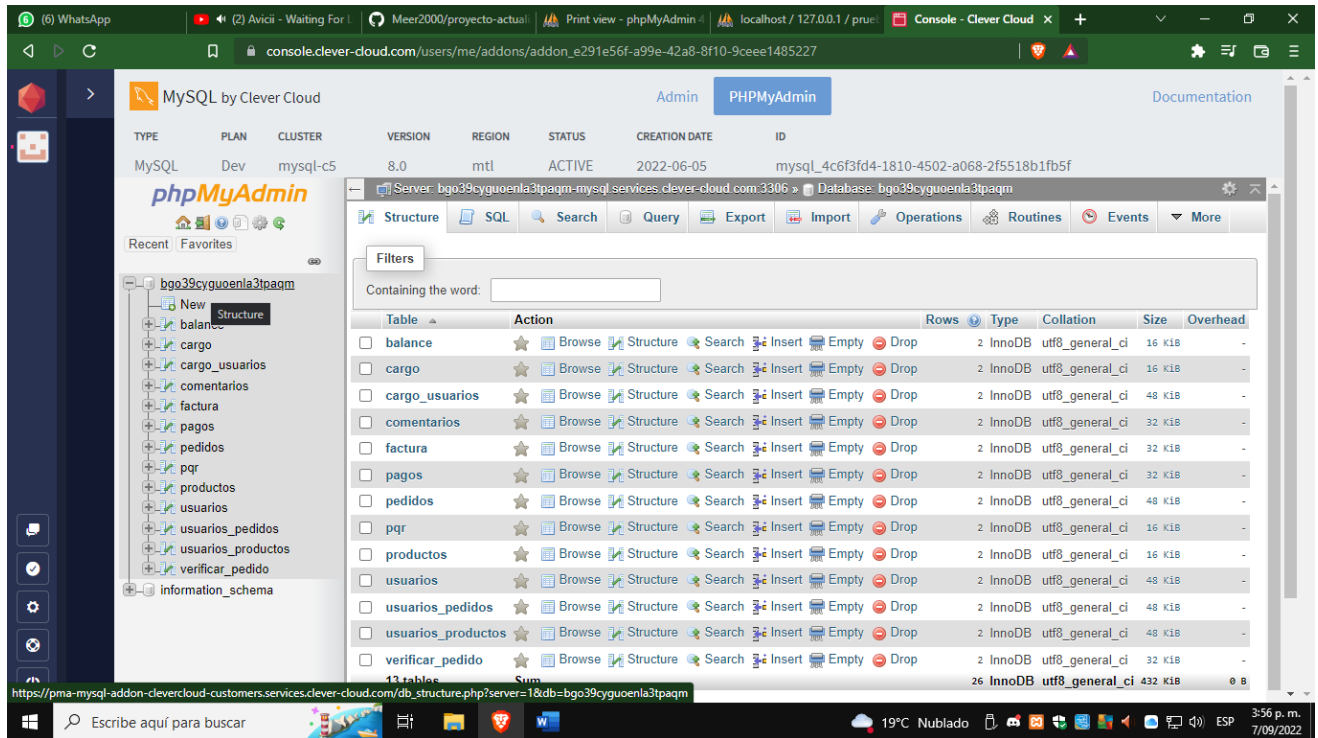 (6) WhatsApp
(2) Avicii - Waiting For L
Meer2000/proyecto-actuali
Print view - phpMyAdmin 4
localhost / 127.0.0.1 / prueb
Console - Clever Cloud
console.clever-cloud.com/users/me/addons/addon_e291e56f-a99e-42a8-8f10-9ceee1485227
MySQL by Clever Cloud
Admin
PHPMyAdmin
Documentation
TYPE PLAN CLUSTER VERSION REGION STATUS CREATION DATE ID
MySQL Dev mysql-c5 8.0 mtl ACTIVE 2022-06-05 mysql_4c6f3fd4-1810-4502-a068-2f5518b1fb5f
phpMyAdmin
Recent Favorites
bgo39cyguoenla3tpaqm
New
Structure
balance
cargo
cargo_usuarios
comentarios
factura
pagos
pedidos
pqr
productos
usuarios
usuarios_pedidos
usuarios_productos
verificar_pedido
information_schema
Server: bgo39cyguoenla3tpaqm-mysql.services.clever-cloud.com:3306 » Database: bgo39cyguoenla3tpaqm
Structure SQL Search Query Export Import Operations Routines Events More
Filters
Containing the word:
Table Action Rows Type Collation Size Overhead
balance Browse Structure Search Insert Empty Drop 2 InnoDB utf8_general_ci 16 KiB -
cargo Browse Structure Search Insert Empty Drop 2 InnoDB utf8_general_ci 16 KiB -
cargo_usuarios Browse Structure Search Insert Empty Drop 2 InnoDB utf8_general_ci 48 KiB -
comentarios Browse Structure Search Insert Empty Drop 2 InnoDB utf8_general_ci 32 KiB -
factura Browse Structure Search Insert Empty Drop 2 InnoDB utf8_general_ci 32 KiB -
pagos Browse Structure Search Insert Empty Drop 2 InnoDB utf8_general_ci 32 KiB -
pedidos Browse Structure Search Insert Empty Drop 2 InnoDB utf8_general_ci 48 KiB -
pqr Browse Structure Search Insert Empty Drop 2 InnoDB utf8_general_ci 16 KiB -
productos Browse Structure Search Insert Empty Drop 2 InnoDB utf8_general_ci 16 KiB -
usuarios Browse Structure Search Insert Empty Drop 2 InnoDB utf8_general_ci 48 KiB -
usuarios_pedidos Browse Structure Search Insert Empty Drop 2 InnoDB utf8_general_ci 48 KiB -
usuarios_productos Browse Structure Search Insert Empty Drop 2 InnoDB utf8_general_ci 48 KiB -
verificar_pedido Browse Structure Search Insert Empty Drop 2 InnoDB utf8_general_ci 32 KiB -
13 tables Sum 26 InnoDB utf8_general_ci 432 KiB 0 B
https://pma-mysql-addon-clevercloud-customers.services.clever-cloud.com/db_structure.php?server=1&db=bgo39cyguoenla3tpaqm
Escribe aquí para buscar
19°C Nublado
ESP
3:56 p. m.
7/09/2022